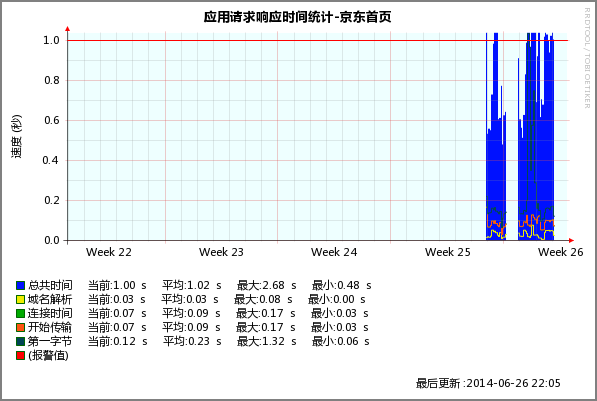 应用请求响应时间统计-京东首页
RRDTOOL / TOBI OETIKER
速度 (秒)
1.0
0.8
0.6
0.4
0.2
0.0
Week 22 Week 23 Week 24 Week 25 Week 26
总共时间 当前:1.00 s 平均:1.02 s 最大:2.68 s 最小:0.48 s
域名解析 当前:0.03 s 平均:0.03 s 最大:0.08 s 最小:0.00 s
连接时间 当前:0.07 s 平均:0.09 s 最大:0.17 s 最小:0.03 s
开始传输 当前:0.07 s 平均:0.09 s 最大:0.17 s 最小:0.03 s
第一字节 当前:0.12 s 平均:0.23 s 最大:1.32 s 最小:0.06 s
(报警值)
最后更新 :2014-06-26 22:05